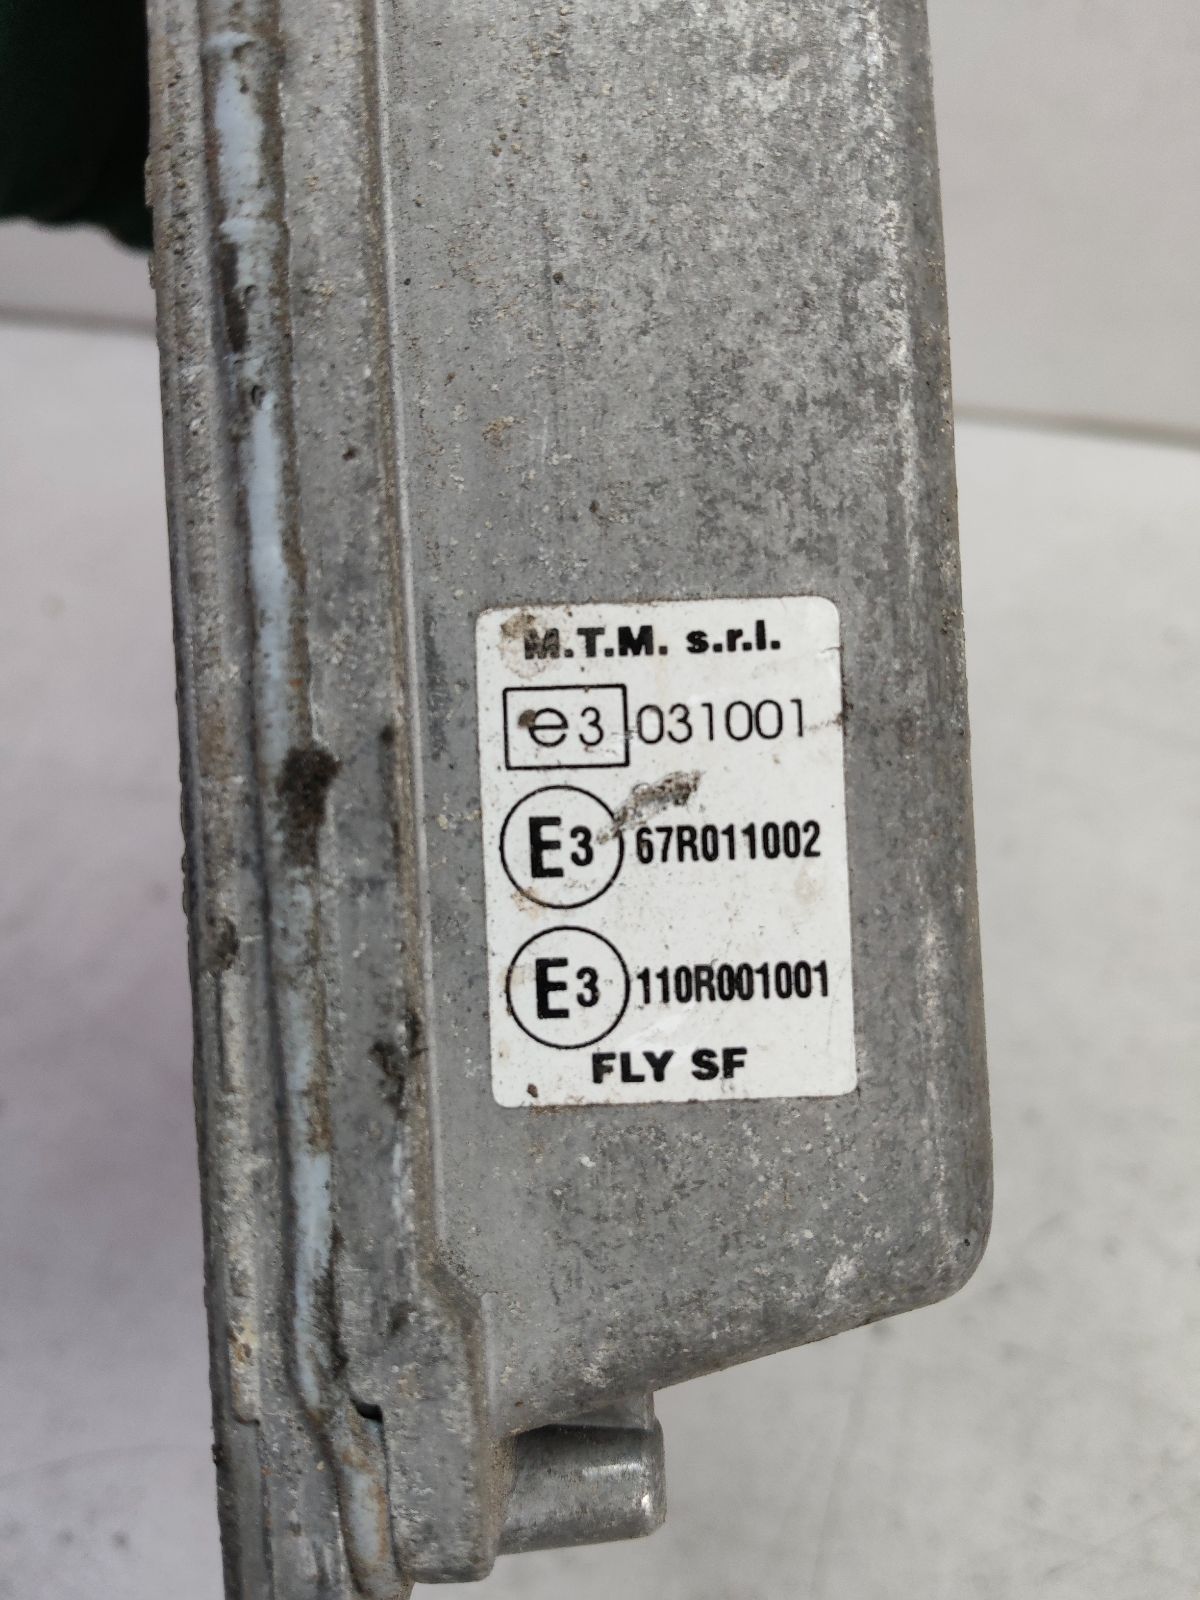 M.T.M. s.r.l.
e3 031001
E3 67R011002
E3 110R001001
FLY SF